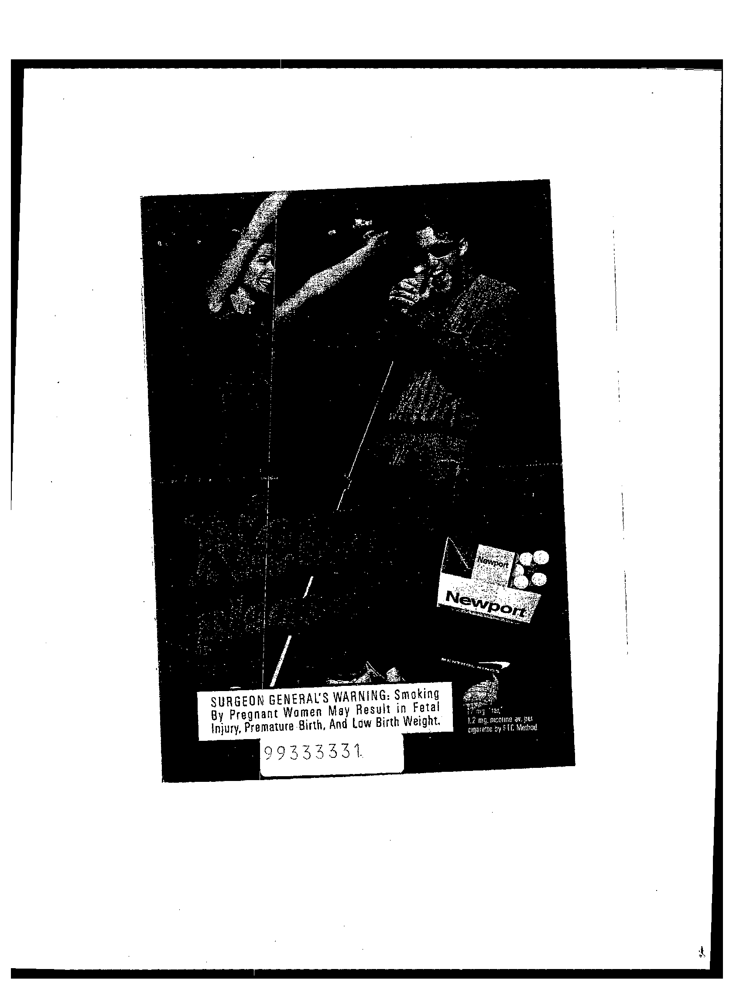 Newport
Newport
SURGEON GENERAL'S WARNING: Smoking
By Pregnant Women May Result in Fetal
Injury, Premature Birth, And Low Birth Weight.
mg. "tar,"
1.2 mg. nicotine av. per
cigarette by FTC Method
99333331